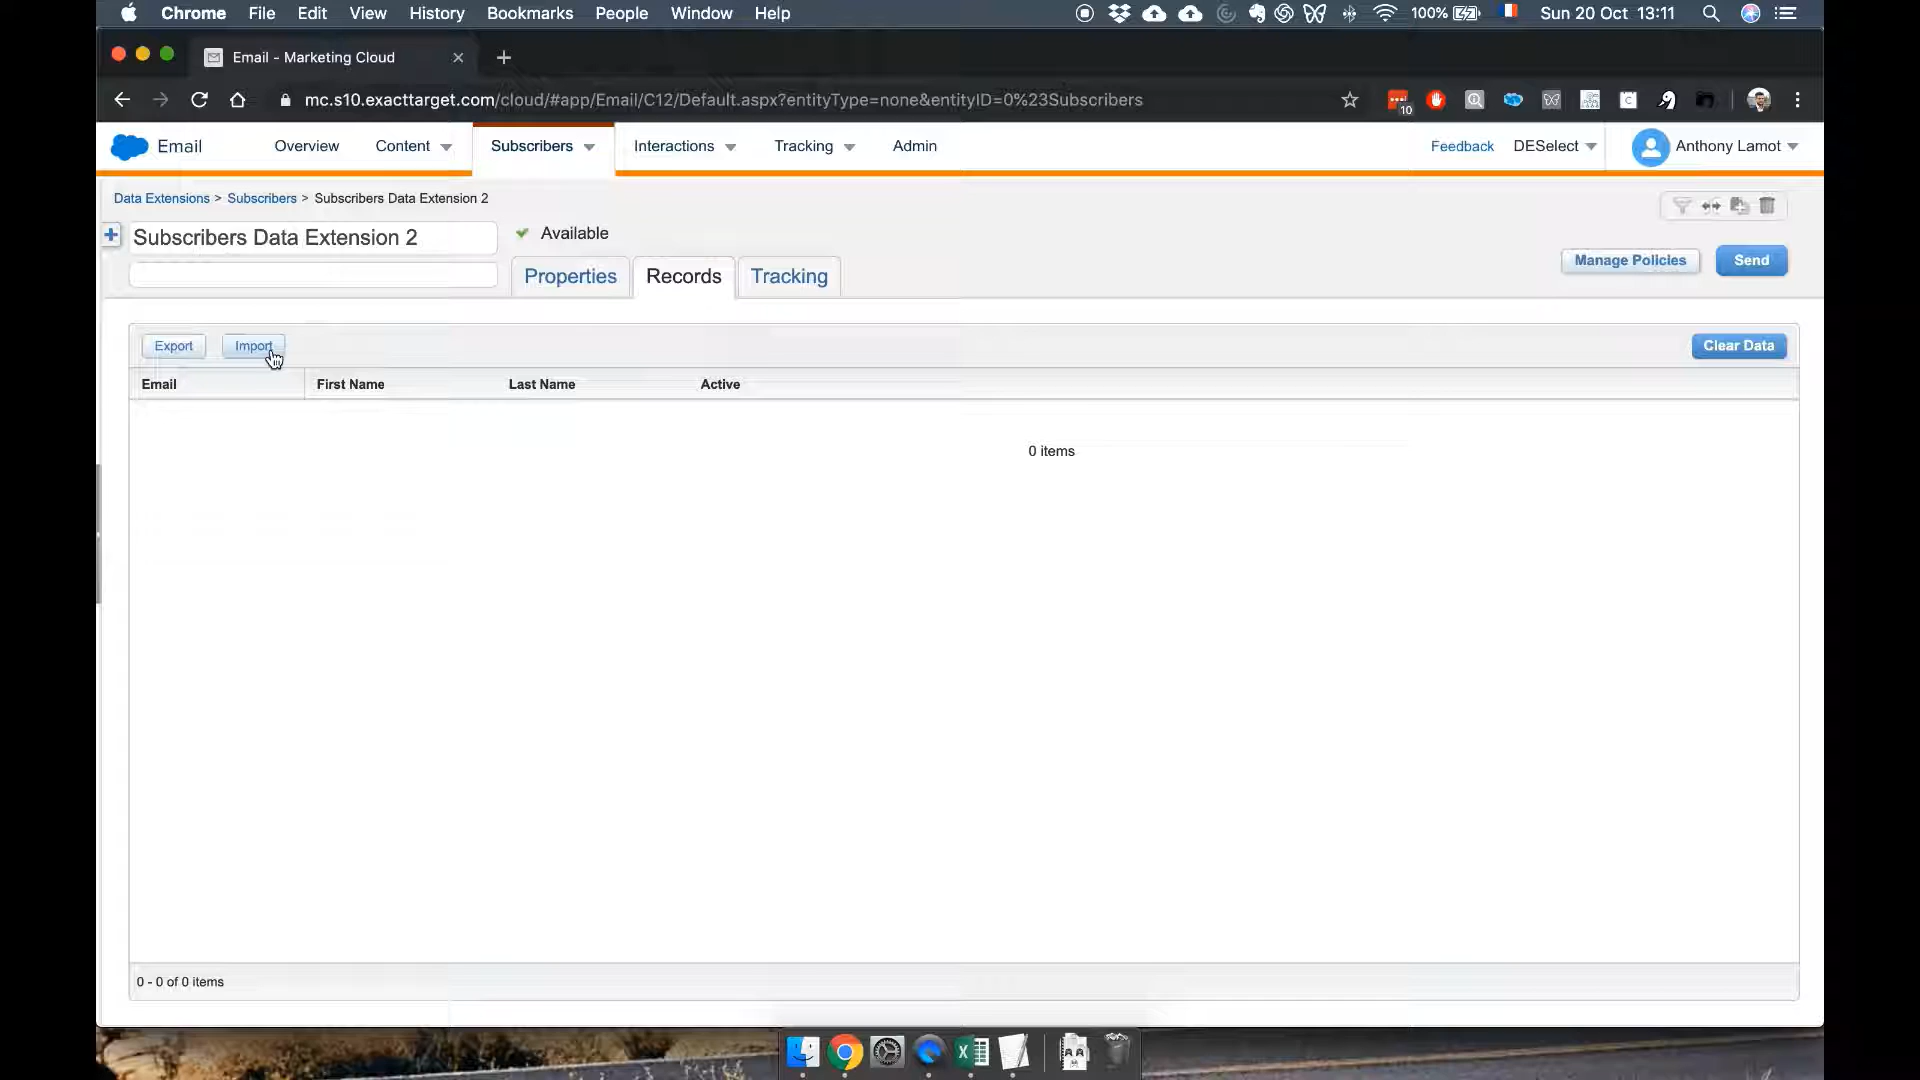 Chrome File Edit View History Bookmarks People Window Help 100% Sun 20 Oct 13:11
Email - Marketing Cloud
mc.s10.exacttarget.com/cloud/#app/Email/C12/Default.aspx?entityType=none&entityID=0%23Subscribers 10
Email Overview Content Subscribers Interactions Tracking Admin Feedback DESelect Anthony Lamot
Data Extensions > Subscribers > Subscribers Data Extension 2
Subscribers Data Extension 2 Available
Manage Policies Send
Properties Records Tracking
Export Import Clear Data
Email First Name Last Name Active
0 items
0 - 0 of 0 items